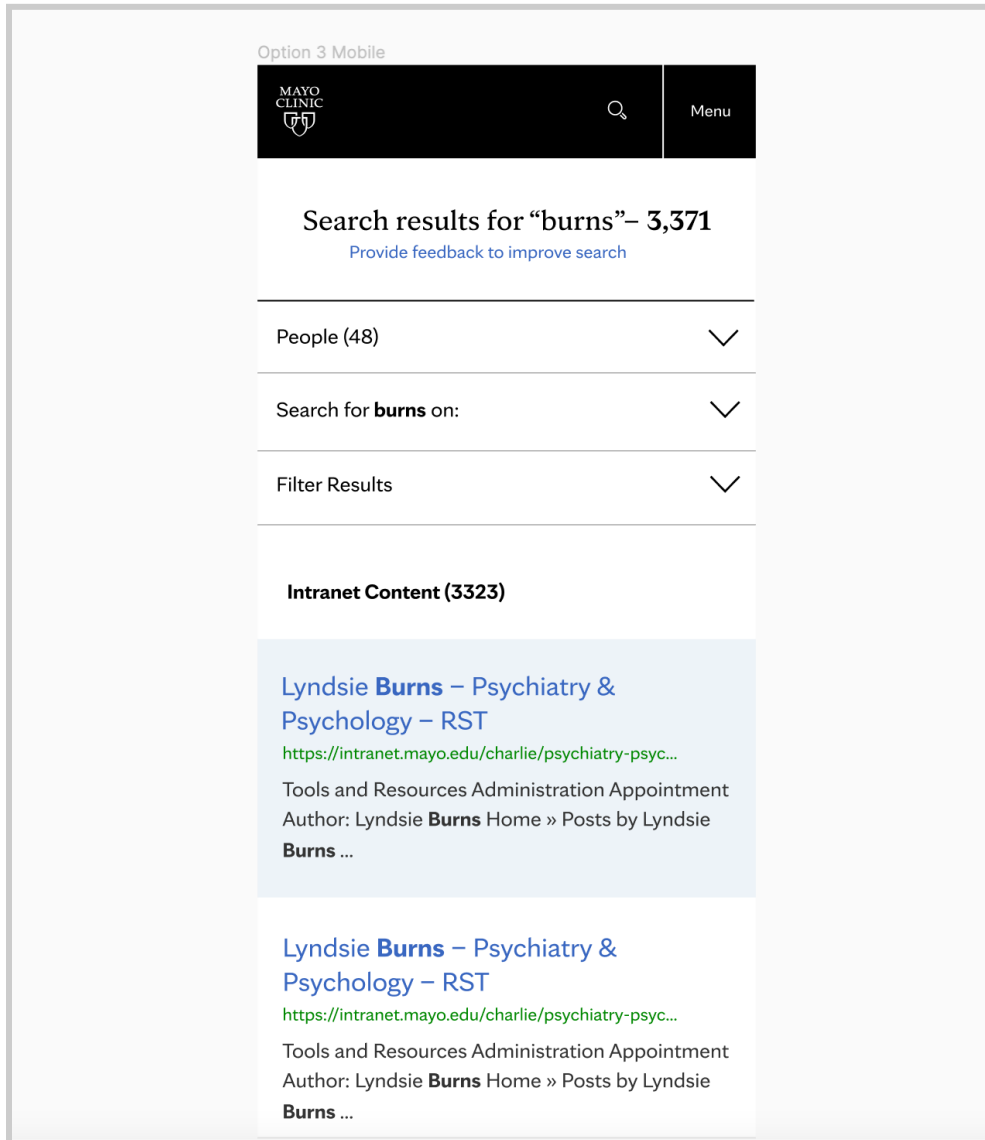 Option 3 Mobile
MAYO
CLINIC
Menu
Search results for “burns”– 3,371
Provide feedback to improve search
People (48)
Search for burns on:
Filter Results
Intranet Content (3323)
Lyndsie Burns – Psychiatry &
Psychology – RST
https://intranet.mayo.edu/charlie/psychiatry-psyc...
Tools and Resources Administration Appointment
Author: Lyndsie Burns Home » Posts by Lyndsie
Burns ...
Lyndsie Burns – Psychiatry &
Psychology – RST
https://intranet.mayo.edu/charlie/psychiatry-psyc...
Tools and Resources Administration Appointment
Author: Lyndsie Burns Home » Posts by Lyndsie
Burns ...